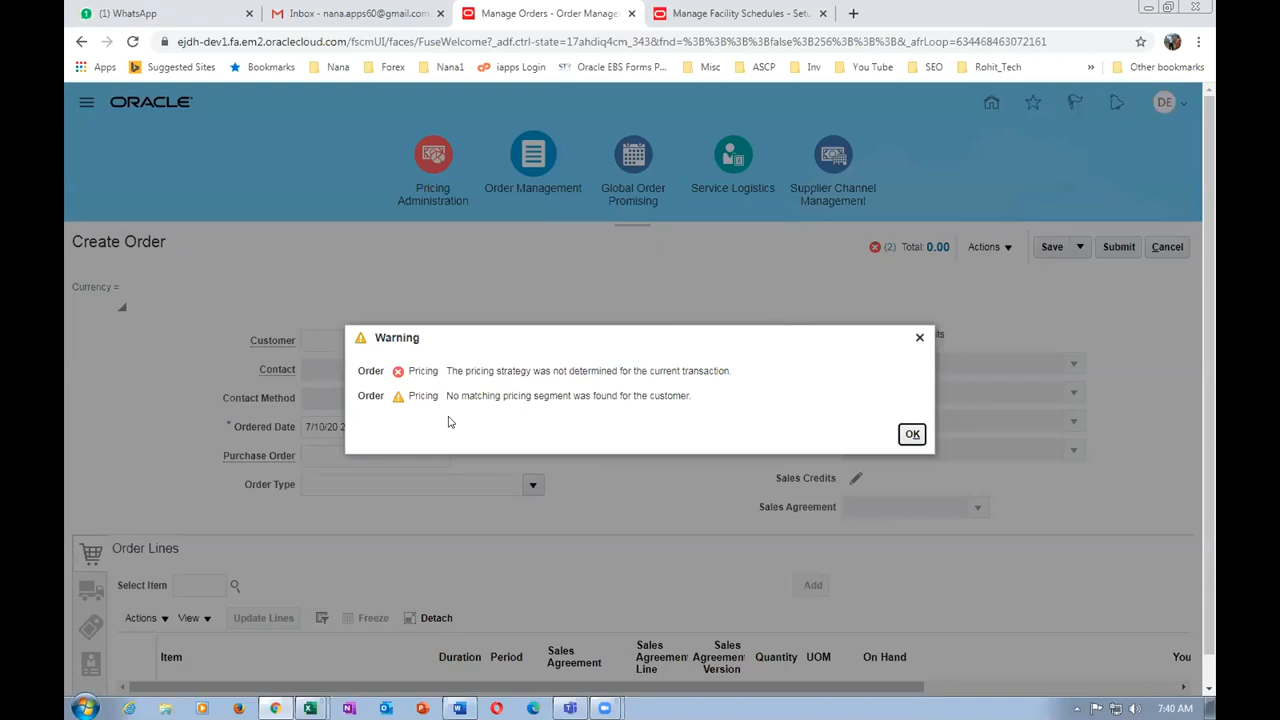 WhatsApp
Inbox - nana.apps60@gmail.com
Manage Orders - Order Manage
Manage Facility Schedules - Setu
ejdh-dev1.fa.em2.oraclecloud.com/fscmUI/faces/FuseWelcome?_adf.ctrl-state=17ahdiq4cm_343&fnd=%3B%3B%3B%3Bfalse%3B256%3B%3B%3B&_afrLoop=634468463072161
Apps Suggested Sites Bookmarks Nana Forex Nana1 iapps Login Oracle EBS Forms P... Misc ASCP Inv You Tube SEO Rohit_Tech » Other bookmarks
ORACLE
DE
Pricing Administration
Order Management
Global Order Promising
Service Logistics
Supplier Channel Management
Create Order
(2) Total: 0.00 Actions Save Submit Cancel
Currency =
Warning
Order Pricing The pricing strategy was not determined for the current transaction.
Order Pricing No matching pricing segment was found for the customer.
OK
Customer
Contact
Contact Method
* Ordered Date 7/10/20 2
Purchase Order
Order Type
Sales Credits
Sales Agreement
Order Lines
Select Item
Add
Actions View Update Lines Freeze Detach
Item
Duration
Period
Sales Agreement
Sales Agreement Line
Sales Agreement Version
Quantity
UOM
On Hand
You
7:40 AM